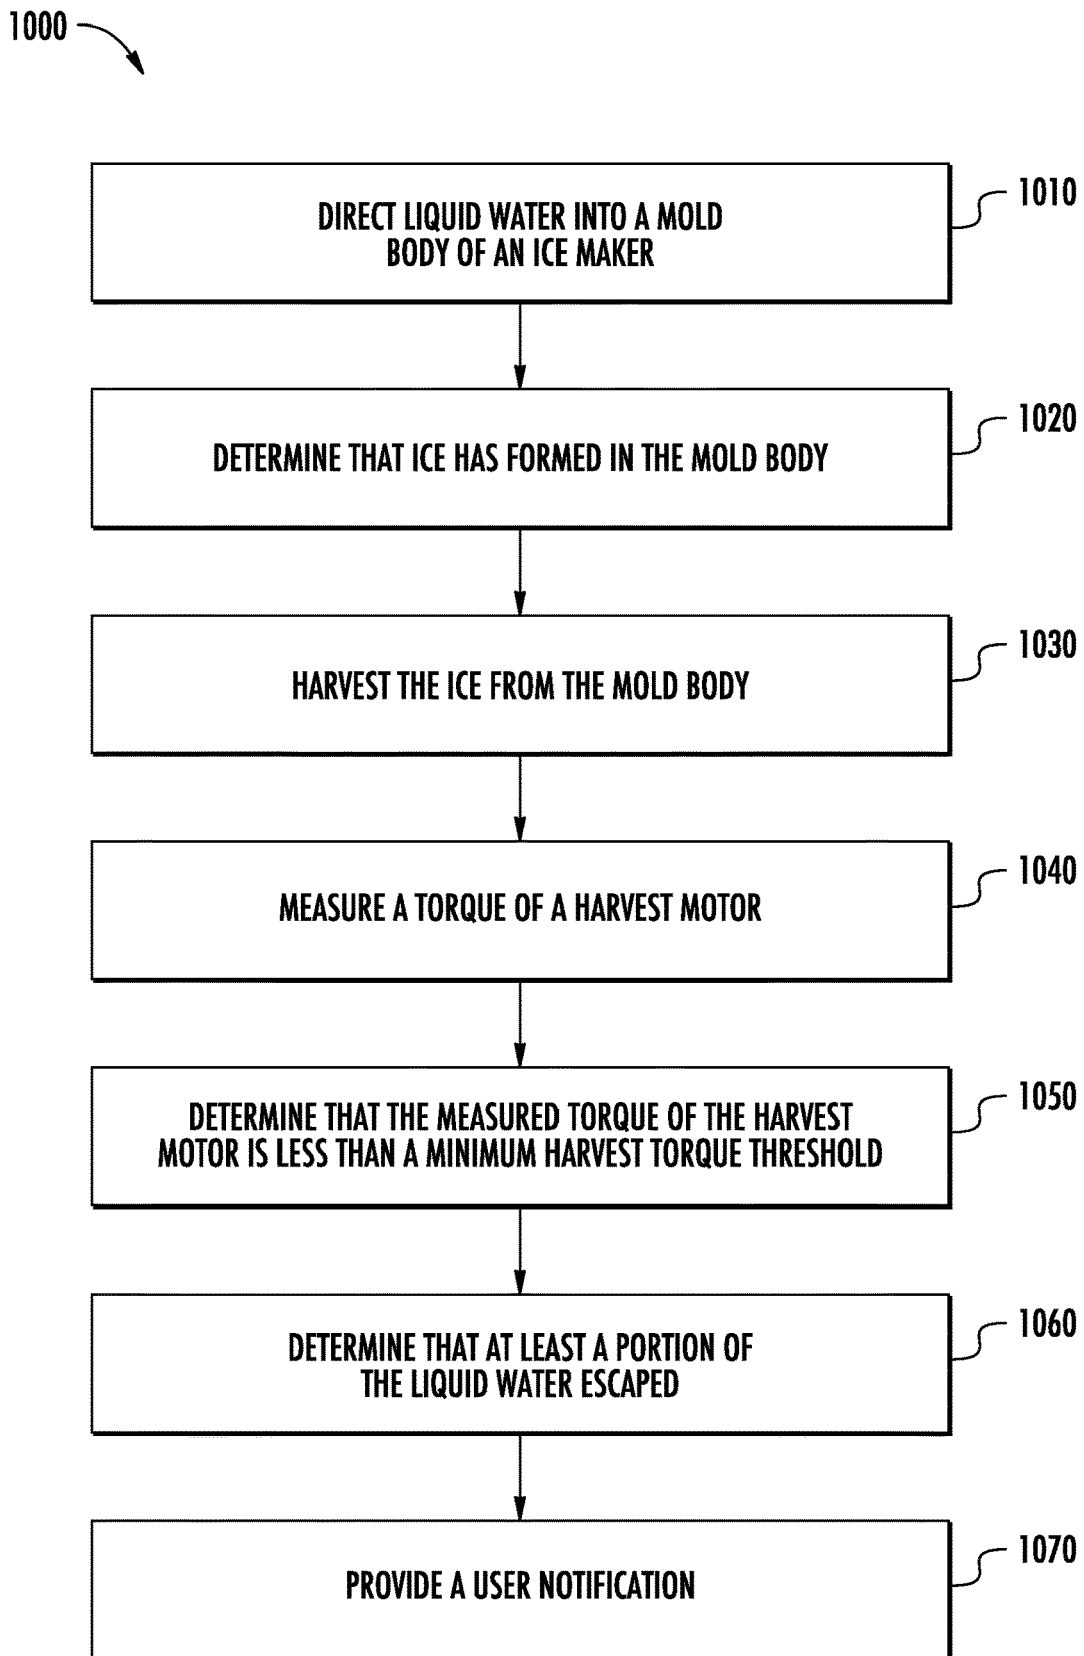 1000
DIRECT LIQUID WATER INTO A MOLD
BODY OF AN ICE MAKER
1010
DETERMINE THAT ICE HAS FORMED IN THE MOLD BODY
1020
HARVEST THE ICE FROM THE MOLD BODY
1030
MEASURE A TORQUE OF A HARVEST MOTOR
1040
DETERMINE THAT THE MEASURED TORQUE OF THE HARVEST
MOTOR IS LESS THAN A MINIMUM HARVEST TORQUE THRESHOLD
1050
DETERMINE THAT AT LEAST A PORTION OF
THE LIQUID WATER ESCAPED
1060
PROVIDE A USER NOTIFICATION
1070